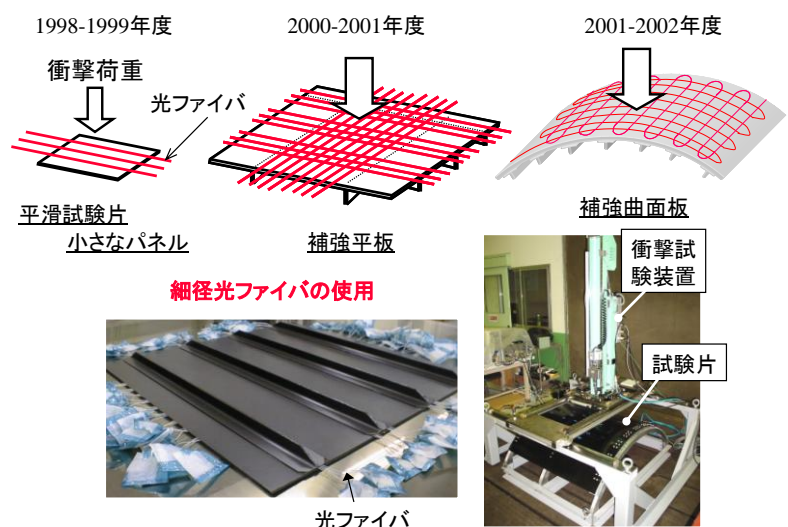 1998-1999年度
2000-2001年度
2001-2002年度
衝撃荷重
光ファイバ
平滑試験片
小さなパネル
補強平板
補強曲面板
細径光ファイバの使用
衝撃試
験装置
試験片
光ファイバ